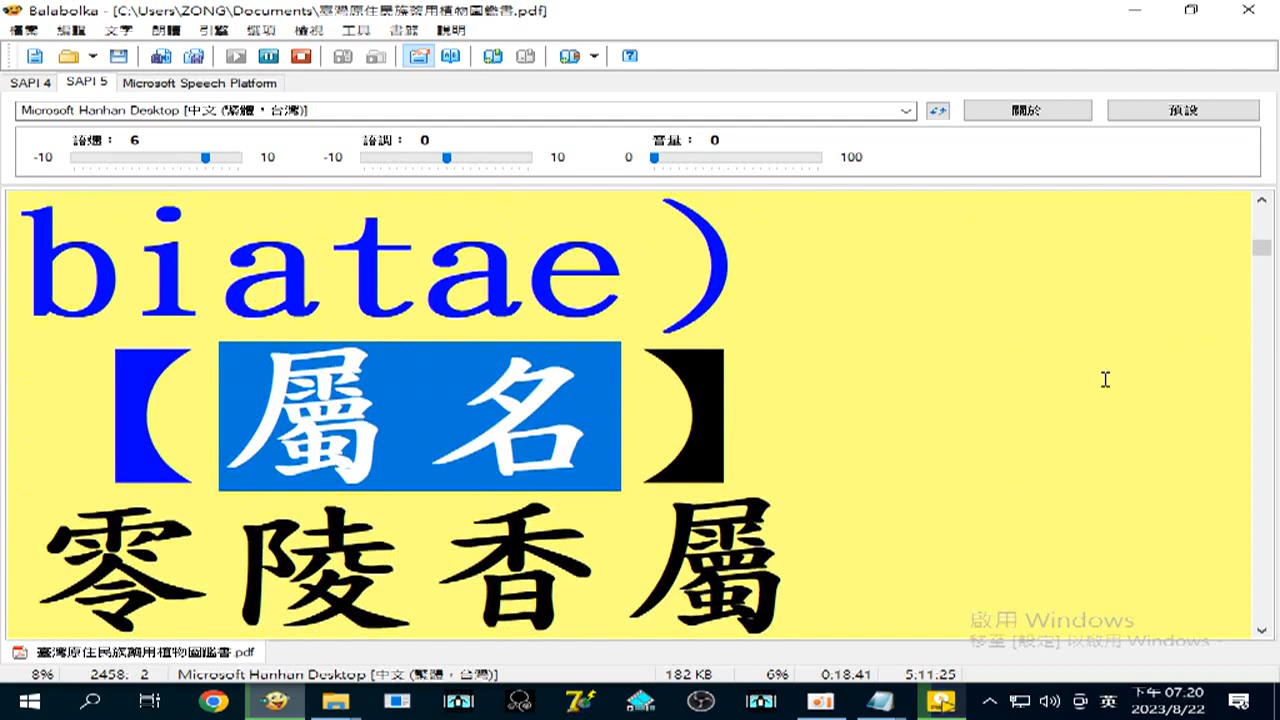 Balabolka - [C:\Users\ZONG\Documents\臺灣原住民族藥用植物圖鑑書.pdf]
檔案 編輯 文字 朗讀 引擎 選項 檢視 工具 書籤 說明
SAPI 4 SAPI 5 Microsoft Speech Platform
Microsoft Hanhan Desktop [中文 (繁體，台灣)]
關於 預設
語速： 6 語調： 0 音量： 0
-10 10 -10 10 0 100
biatae)
【屬名】
零陵香屬
啟用 Windows
移至 [設定] 以啟用 Windows。
臺灣原住民族藥用植物圖鑑書.pdf
8% 2458: 2 Microsoft Hanhan Desktop [中文 (繁體，台灣)] 182 KB 6% 0:18:41 5:11:25
英 下午 07:20
2023/8/22